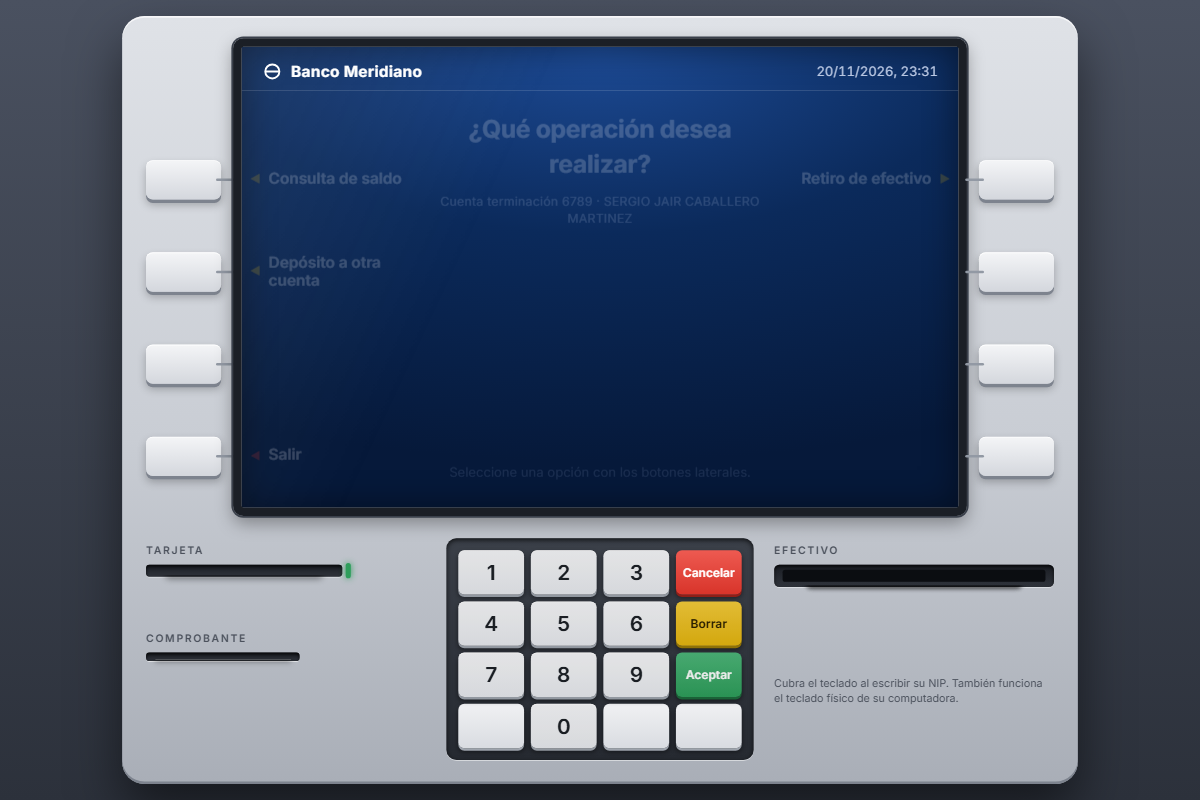 Banco Meridiano
20/11/2026, 23:31
¿Qué operación desea
realizar?
Consulta de saldo
Retiro de efectivo
Cuenta terminación 6789 · SERGIO JAIR CABALLERO
MARTINEZ
Depósito a otra
cuenta
Salir
Seleccione una opción con los botones laterales.
TARJETA
COMPROBANTE
1 2 3 Cancelar
4 5 6 Borrar
7 8 9 Aceptar
0
EFECTIVO
Cubra el teclado al escribir su NIP. También funciona
el teclado físico de su computadora.